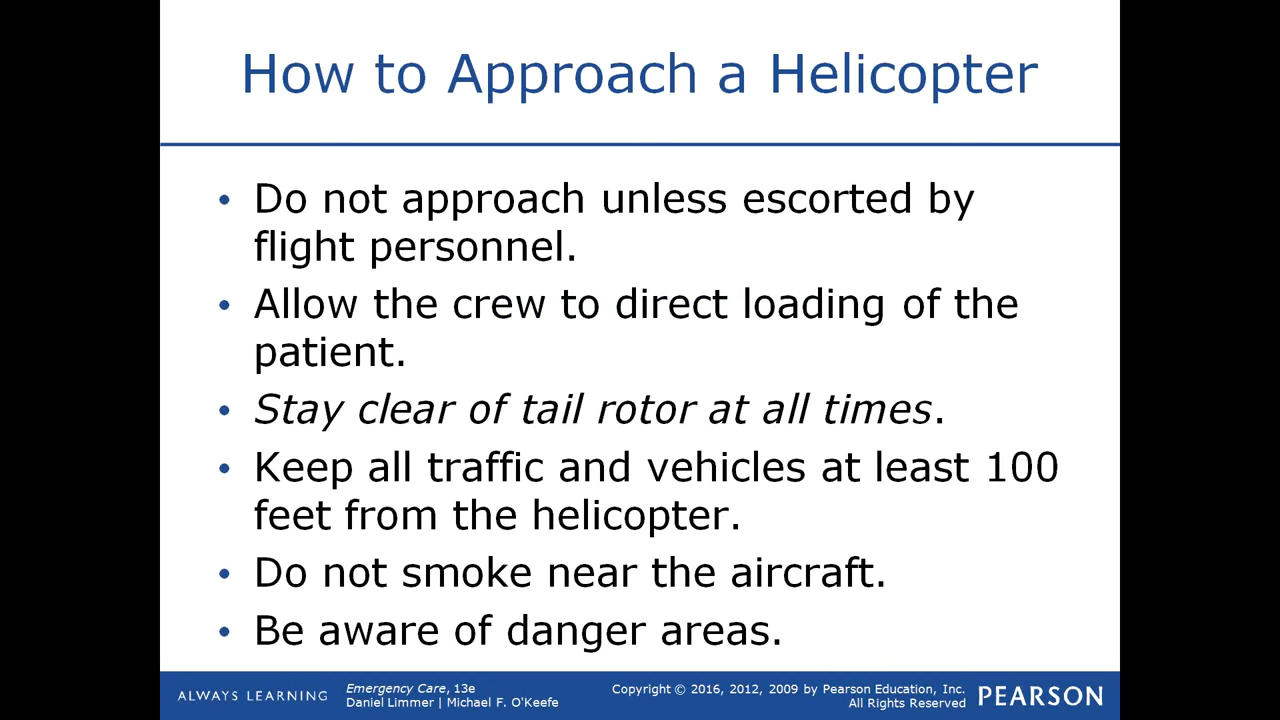 How to Approach a Helicopter
• Do not approach unless escorted by
flight personnel.
• Allow the crew to direct loading of the
patient.
• Stay clear of tail rotor at all times.
• Keep all traffic and vehicles at least 100
feet from the helicopter.
• Do not smoke near the aircraft.
• Be aware of danger areas.
ALWAYS LEARNING
Emergency Care, 13e
Daniel Limmer | Michael F. O'Keefe
Copyright © 2016, 2012, 2009 by Pearson Education, Inc.
All Rights Reserved
PEARSON